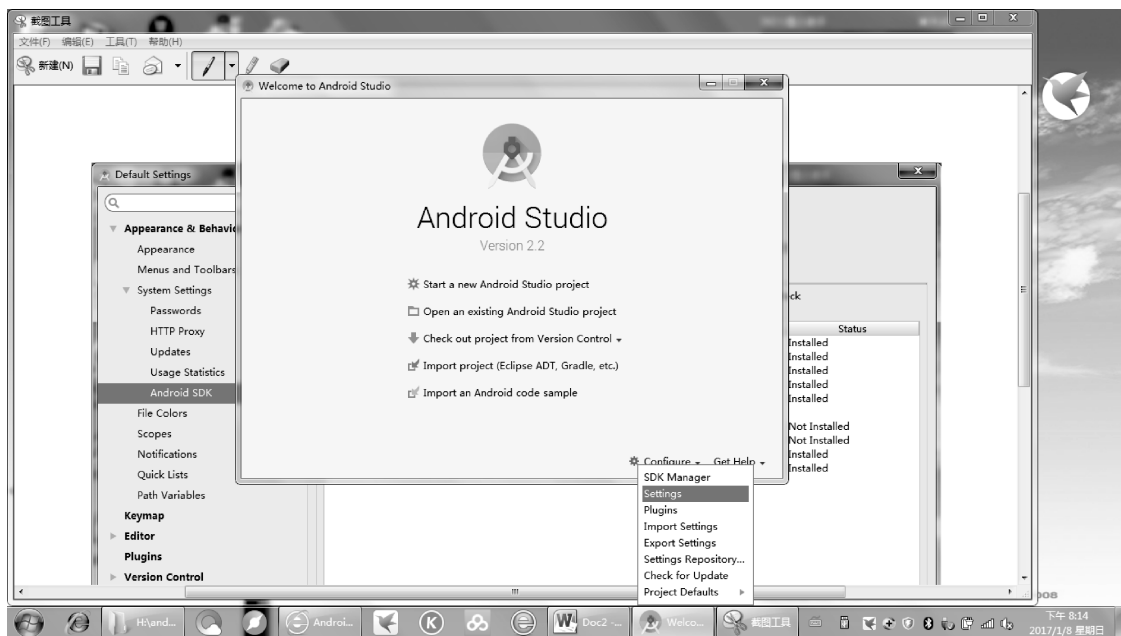 截图工具
文件(F) 编辑(E) 工具(T) 帮助(H)
新建(N)
Welcome to Android Studio
Android Studio
Version 2.2
Start a new Android Studio project
Open an existing Android Studio project
Check out project from Version Control
Import project (Eclipse ADT, Gradle, etc.)
Import an Android code sample
Configure
Get Help
SDK Manager
Settings
Plugins
Import Settings
Export Settings
Settings Repository...
Check for Update
Project Defaults
Default Settings
Appearance & Behavio
Appearance
Menus and Toolbars
System Settings
Passwords
HTTP Proxy
Updates
Usage Statistics
Android SDK
File Colors
Scopes
Notifications
Quick Lists
Path Variables
Keymap
Editor
Plugins
Version Control
ck
Status
Installed
Installed
Installed
Installed
Installed
Not Installed
Not Installed
Installed
Installed
H:\and...
Androi...
Doc2 -...
Welco...
截图工具
下午 8:14
2017/1/8 星期日